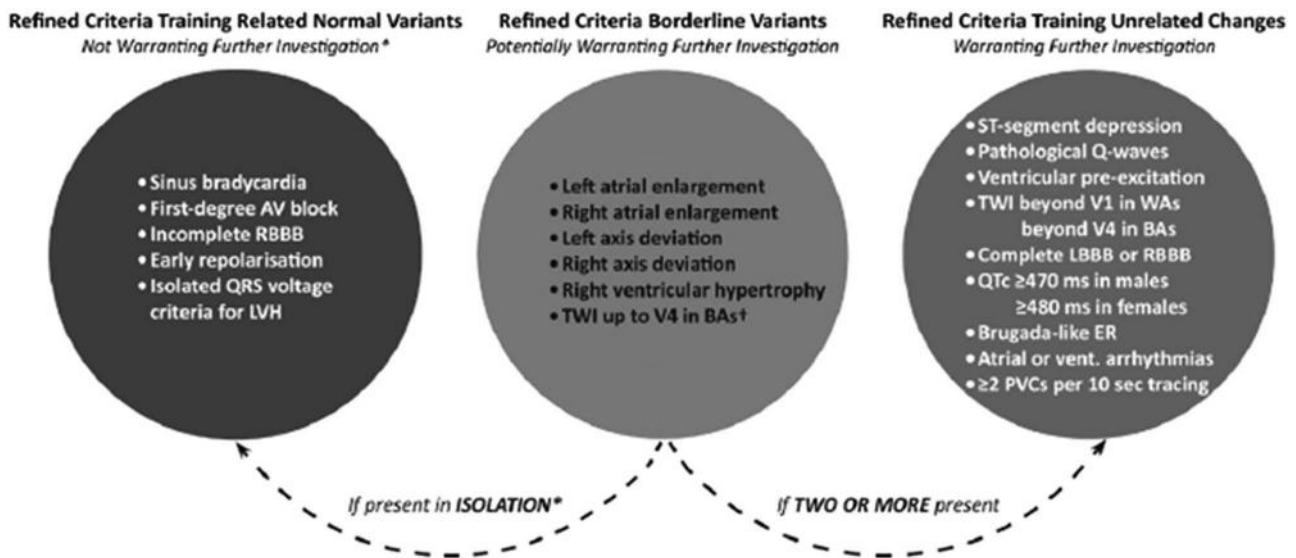 Refined Criteria Training Related Normal Variants
Not Warranting Further Investigation*
• Sinus bradycardia
• First-degree AV block
• Incomplete RBBB
• Early repolarisation
• Isolated QRS voltage
criteria for LVH
Refined Criteria Borderline Variants
Potentially Warranting Further Investigation
• Left atrial enlargement
• Right atrial enlargement
• Left axis deviation
• Right axis deviation
• Right ventricular hypertrophy
• TWI up to V4 in BAs†
Refined Criteria Training Unrelated Changes
Warranting Further Investigation
• ST-segment depression
• Pathological Q-waves
• Ventricular pre-excitation
• TWI beyond V1 in WAs
beyond V4 in BAs
• Complete LBBB or RBBB
• QTc ≥470 ms in males
≥480 ms in females
• Brugada-like ER
• Atrial or vent. arrhythmias
• ≥2 PVCs per 10 sec tracing
If present in ISOLATION*
If TWO OR MORE present